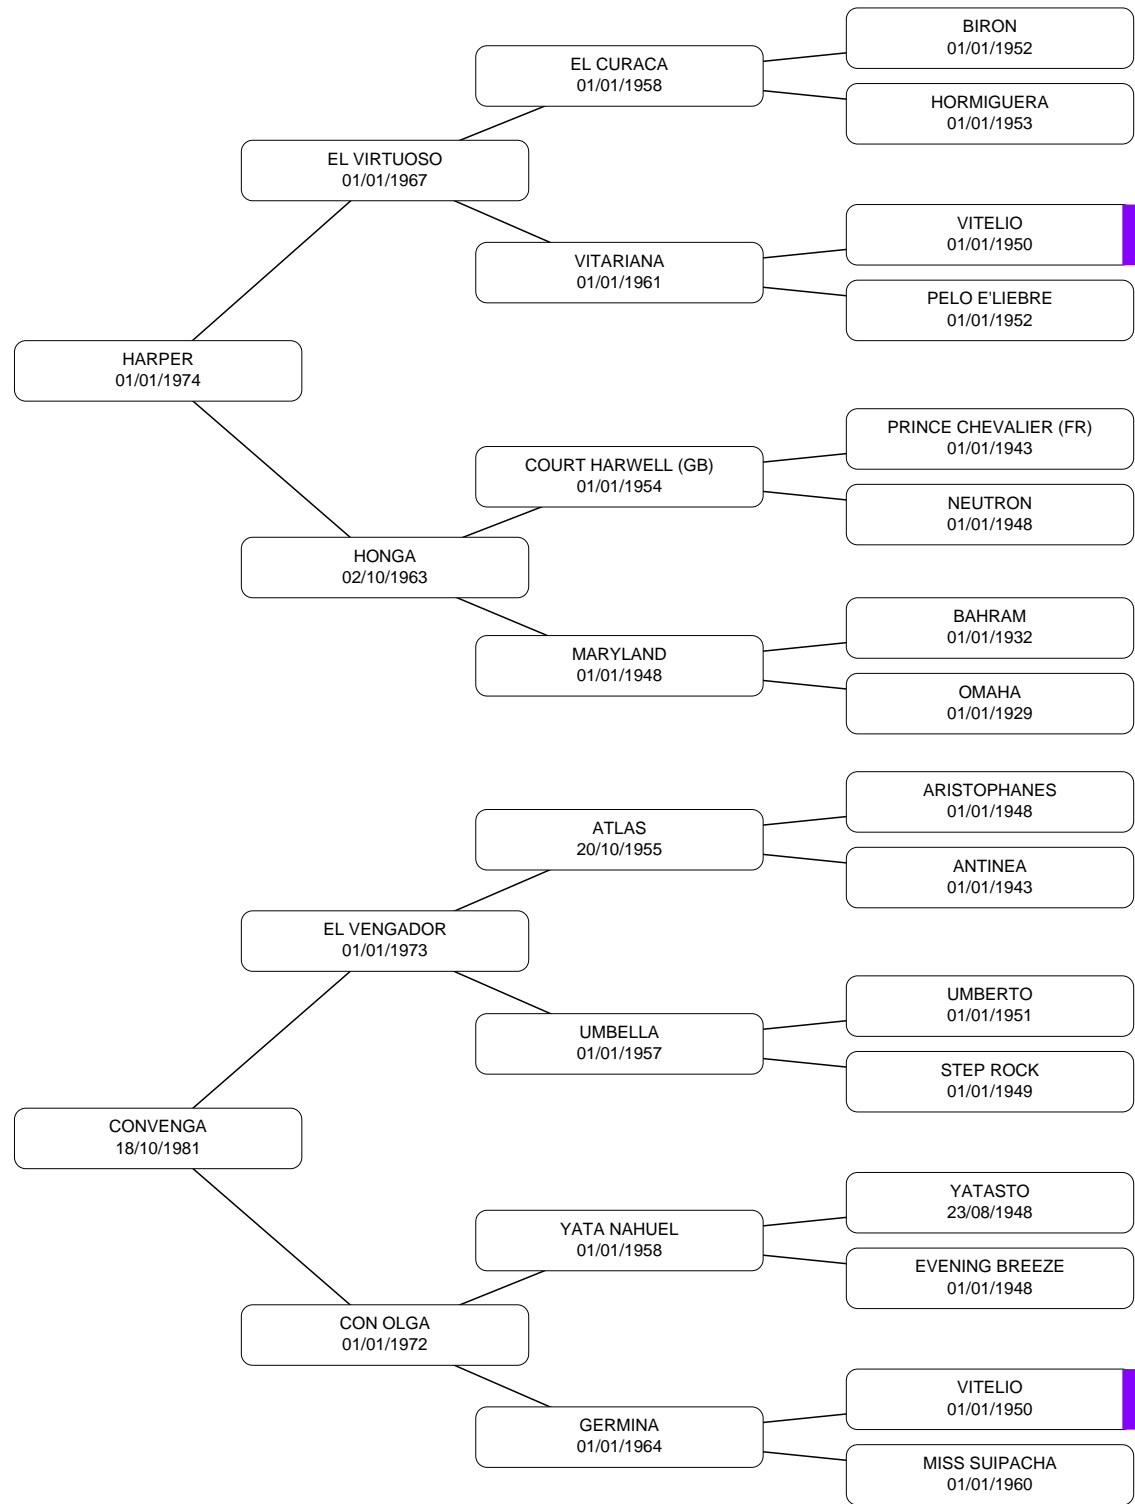 BIRON
01/01/1952
EL CURACA
01/01/1958
HORMIGUERA
01/01/1953
EL VIRTUOSO
01/01/1967
VITELIO
01/01/1950
VITARIANA
01/01/1961
PELO E'LIEBRE
01/01/1952
HARPER
01/01/1974
PRINCE CHEVALIER (FR)
01/01/1943
COURT HARWELL (GB)
01/01/1954
NEUTRON
01/01/1948
HONGA
02/10/1963
BAHRAM
01/01/1932
MARYLAND
01/01/1948
OMAHA
01/01/1929
ARISTOPHANES
01/01/1948
ATLAS
20/10/1955
ANTINEA
01/01/1943
EL VENGADOR
01/01/1973
UMBERTO
01/01/1951
UMBELLA
01/01/1957
STEP ROCK
01/01/1949
CONVENGA
18/10/1981
YATASTO
23/08/1948
YATA NAHUEL
01/01/1958
EVENING BREEZE
01/01/1948
CON OLGA
01/01/1972
VITELIO
01/01/1950
GERMINA
01/01/1964
MISS SUIPACHA
01/01/1960